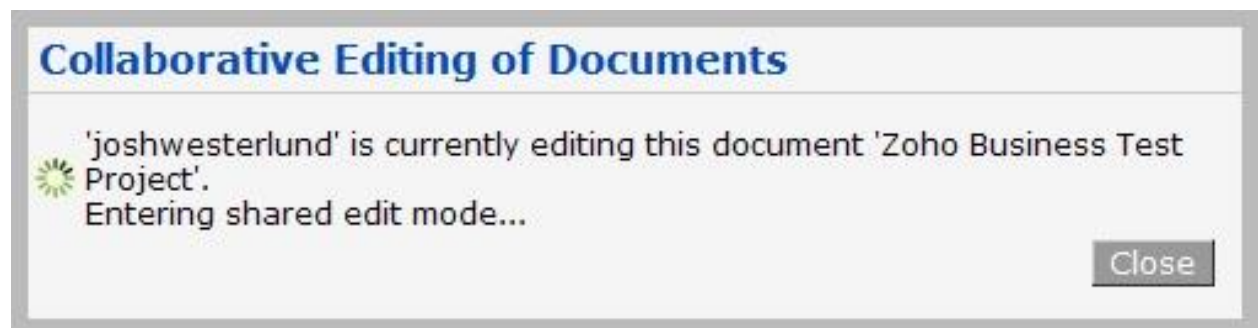 Collaborative Editing of Documents
'joshwesterlund' is currently editing this document 'Zoho Business Test
Project'.
Entering shared edit mode...
Close